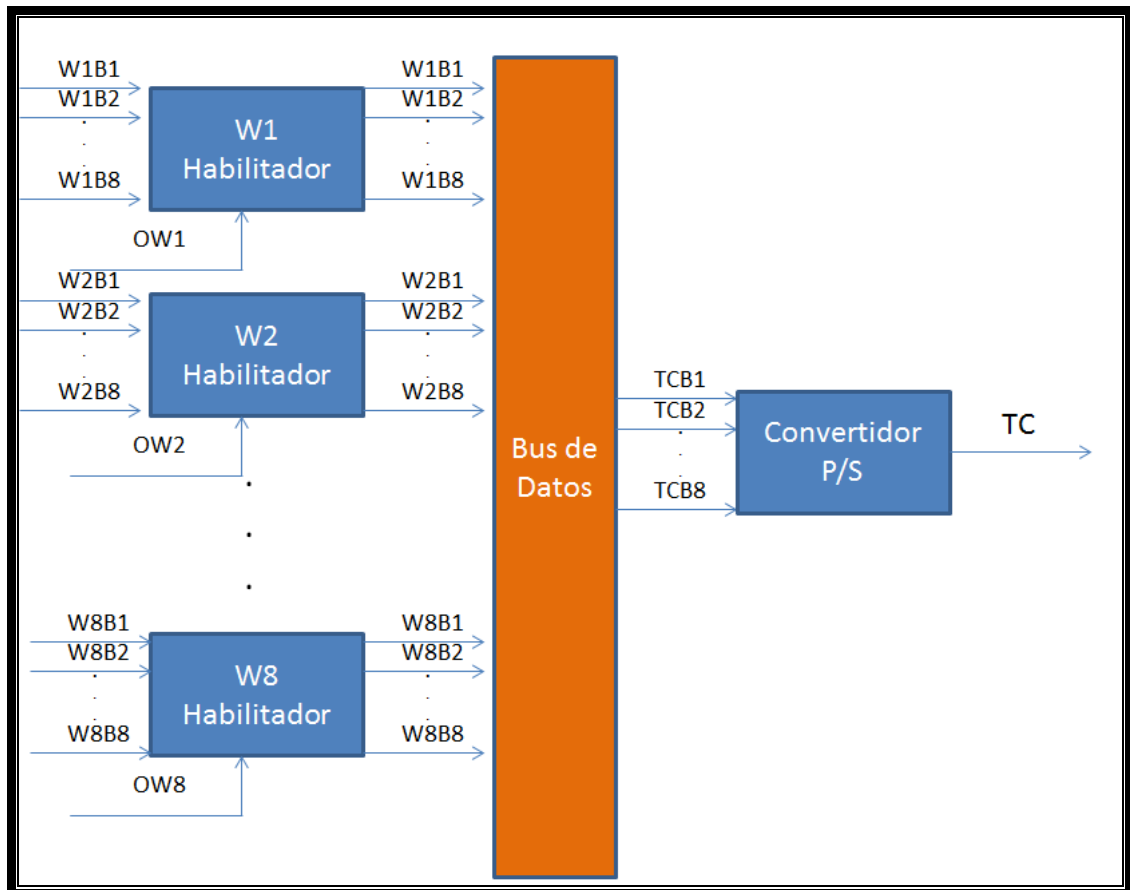 W1B1
W1B2
W1B8
W1
Habilitador
OW1
W1B1
W1B2
W1B8
W2B1
W2B2
W2B8
W2
Habilitador
OW2
W2B1
W2B2
W2B8
W8B1
W8B2
W8B8
W8
Habilitador
OW8
W8B1
W8B2
W8B8
Bus de
Datos
TCB1
TCB2
TCB8
Convertidor
P/S
TC